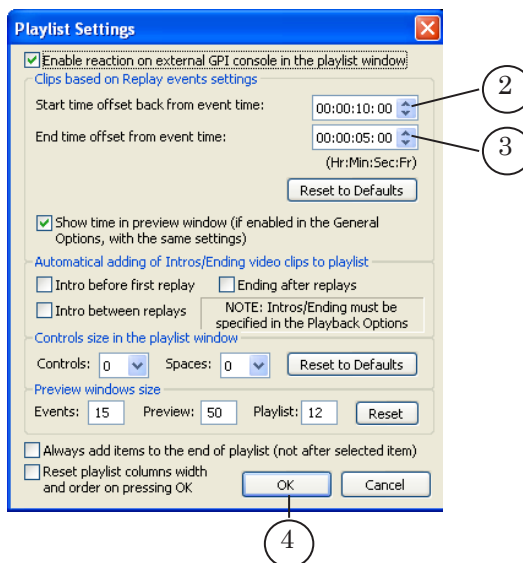 Playlist Settings
Enable reaction on external GPI console in the playlist window
Clips based on Replay events settings
Start time offset back from event time: 00:00:10: 00
2
End time offset from event time: 00:00:05: 00
3
(Hr:Min:Sec:Fr)
Reset to Defaults
Show time in preview window (if enabled in the General
Options, with the same settings)
Automatical adding of Intros/Ending video clips to playlist
Intro before first replay Ending after replays
Intro between replays
NOTE: Intros/Ending must be
specified in the Playback Options
Controls size in the playlist window
Controls: 0 Spaces: 0 Reset to Defaults
Preview windows size
Events: 15 Preview: 50 Playlist: 12 Reset
Always add items to the end of playlist (not after selected item)
Reset playlist columns width
and order on pressing OK
OK Cancel
4